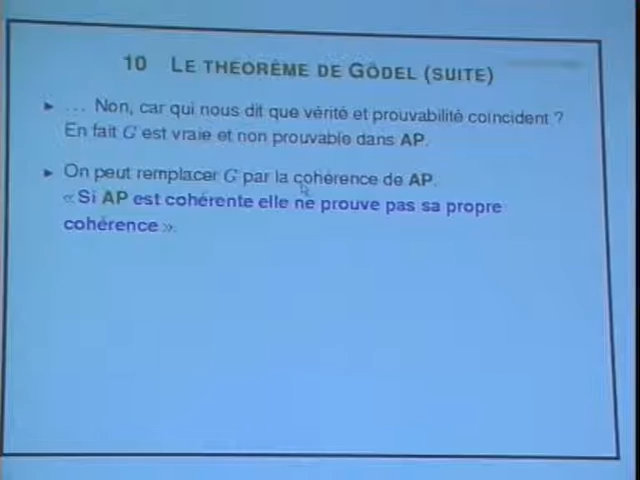 10 LE THÉORÈME DE GÖDEL (SUITE)
► … Non, car qui nous dit que vérité et prouvabilité coïncident ?
En fait G est vraie et non prouvable dans AP.
► On peut remplacer G par la cohérence de AP.
« Si AP est cohérente elle ne prouve pas sa propre
cohérence ».